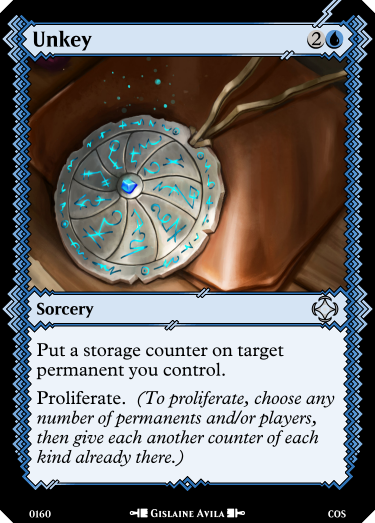 Unkey 2
Sorcery
Put a storage counter on target
permanent you control.
Proliferate. (To proliferate, choose any
number of permanents and/or players,
then give each another counter of each
kind already there.)
0160 Gislaine Avila COS